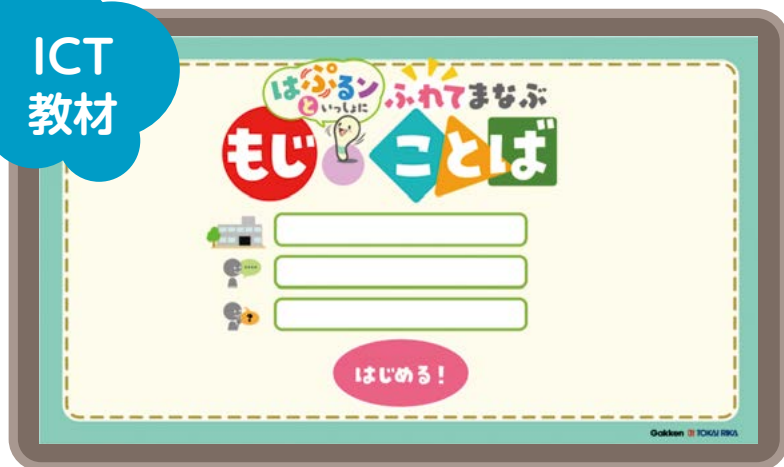 ICT
教材
はぷるン
といっしょに
ふれてまなぶ
もじ・ことば
....
?
はじめる!
Gakken TOKAI RIKA